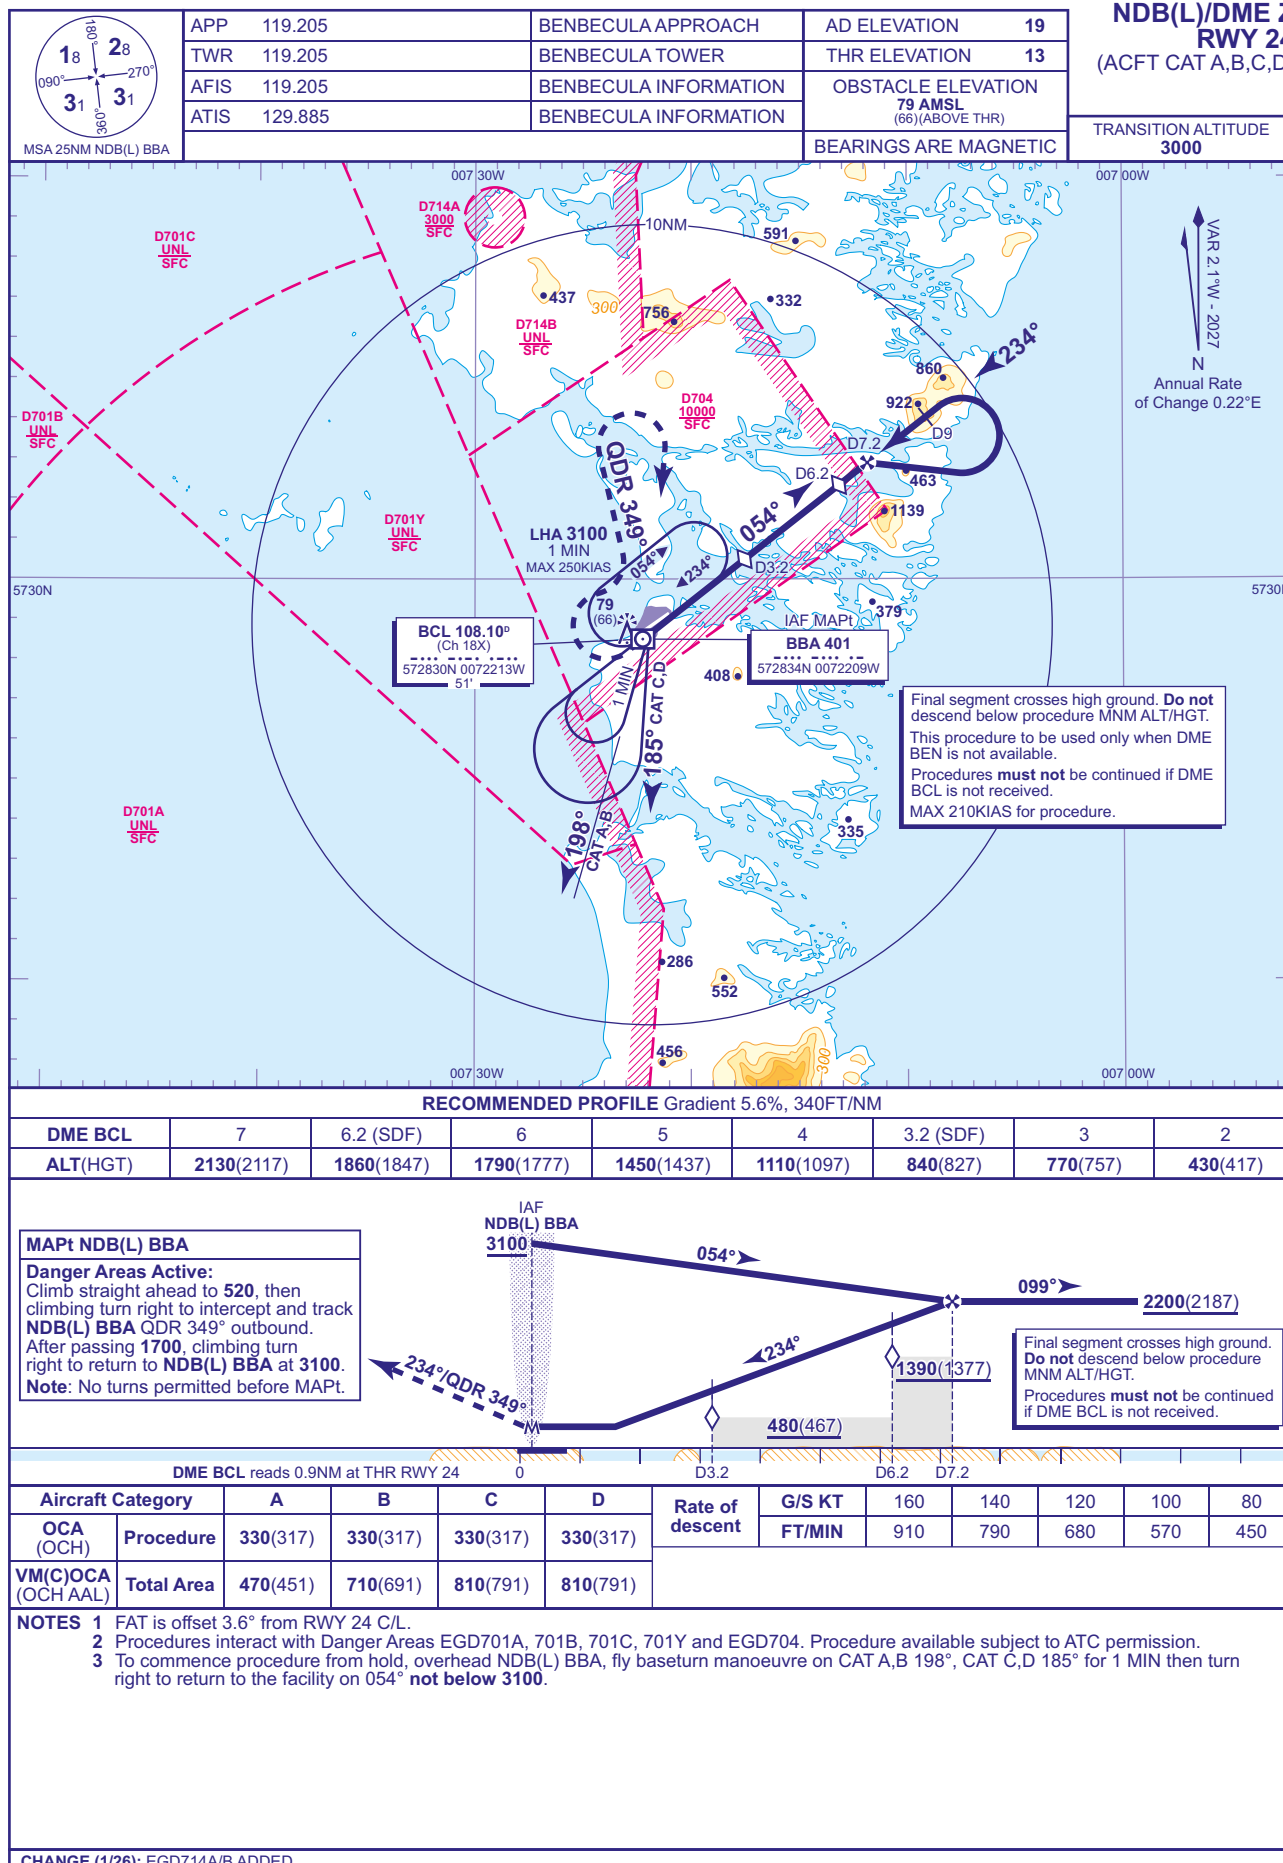 180°
18
28
090°
270°
31
31
360°
MSA 25NM NDB(L) BBA
APP 119.205 BENBECULA APPROACH
TWR 119.205 BENBECULA TOWER
AFIS 119.205 BENBECULA INFORMATION
ATIS 129.885 BENBECULA INFORMATION
AD ELEVATION 19
THR ELEVATION 13
OBSTACLE ELEVATION
79 AMSL
(66)(ABOVE THR)
BEARINGS ARE MAGNETIC
NDB(L)/DME
RWY 24
(ACFT CAT A,B,C,D
TRANSITION ALTITUDE
3000
007 30W
007 00W
D714A
3000
SFC
D701C
UNL
SFC
10NM
591
437
300
756
332
D714B
UNL
SFC
VAR 2.1°W - 2027
N
Annual Rate
of Change 0.22°E
234°
860
922
D9
D704
10000
SFC
D701B
UNL
SFC
D7.2
D6.2
463
QDR 349°
1139
D701Y
UNL
SFC
LHA 3100
1 MIN
MAX 250KIAS
054°
054°
234°
D3.2
5730N
5730N
79
(66)
379
IAF MAPt
BCL 108.10D
(Ch 18X)
572830N 0072213W
51'
BBA 401
572834N 0072209W
1 MIN
408
185° CAT C,D
198°
CAT A,B
Final segment crosses high ground. Do not
descend below procedure MNM ALT/HGT.
This procedure to be used only when DME
BEN is not available.
Procedures must not be continued if DME
BCL is not received.
MAX 210KIAS for procedure.
D701A
UNL
SFC
335
286
552
456
300
007 30W
007 00W
RECOMMENDED PROFILE Gradient 5.6%, 340FT/NM
DME BCL 7 6.2 (SDF) 6 5 4 3.2 (SDF) 3 2
ALT(HGT) 2130(2117) 1860(1847) 1790(1777) 1450(1437) 1110(1097) 840(827) 770(757) 430(417)
MAPt NDB(L) BBA
Danger Areas Active:
Climb straight ahead to 520, then
climbing turn right to intercept and track
NDB(L) BBA QDR 349° outbound.
After passing 1700, climbing turn
right to return to NDB(L) BBA at 3100.
Note: No turns permitted before MAPt.
IAF
NDB(L) BBA
3100
054°
099°
2200(2187)
234°
1390(1377)
480(467)
234°/QDR 349°
M
Final segment crosses high ground.
Do not descend below procedure
MNM ALT/HGT.
Procedures must not be continued
if DME BCL is not received.
DME BCL reads 0.9NM at THR RWY 24 0 D3.2 D6.2 D7.2
Aircraft Category A B C D
OCA
(OCH) Procedure 330(317) 330(317) 330(317) 330(317)
VM(C)OCA
(OCH AAL) Total Area 470(451) 710(691) 810(791) 810(791)
Rate of
descent
G/S KT 160 140 120 100 80
FT/MIN 910 790 680 570 450
NOTES 1 FAT is offset 3.6° from RWY 24 C/L.
2 Procedures interact with Danger Areas EGD701A, 701B, 701C, 701Y and EGD704. Procedure available subject to ATC permission.
3 To commence procedure from hold, overhead NDB(L) BBA, fly baseturn manoeuvre on CAT A,B 198°, CAT C,D 185° for 1 MIN then turn
right to return to the facility on 054° not below 3100.
CHANGE (1/26): EGD714A/B ADDED